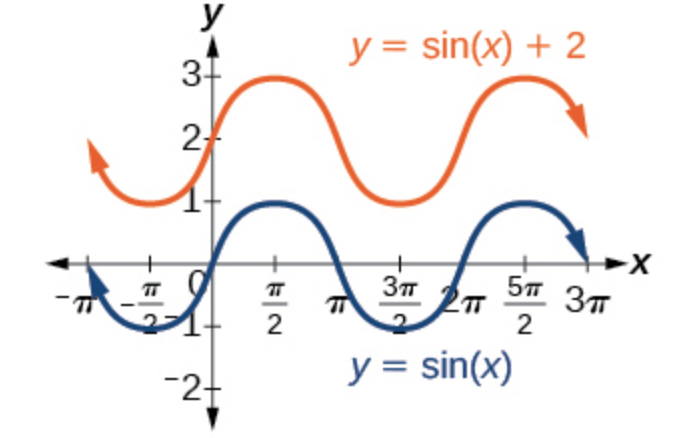 y
y = sin(x) + 2
3
2
1
x
-π
-π/2
0
π/2
π
3π/2
2π
5π/2
3π
-1
y = sin(x)
-2